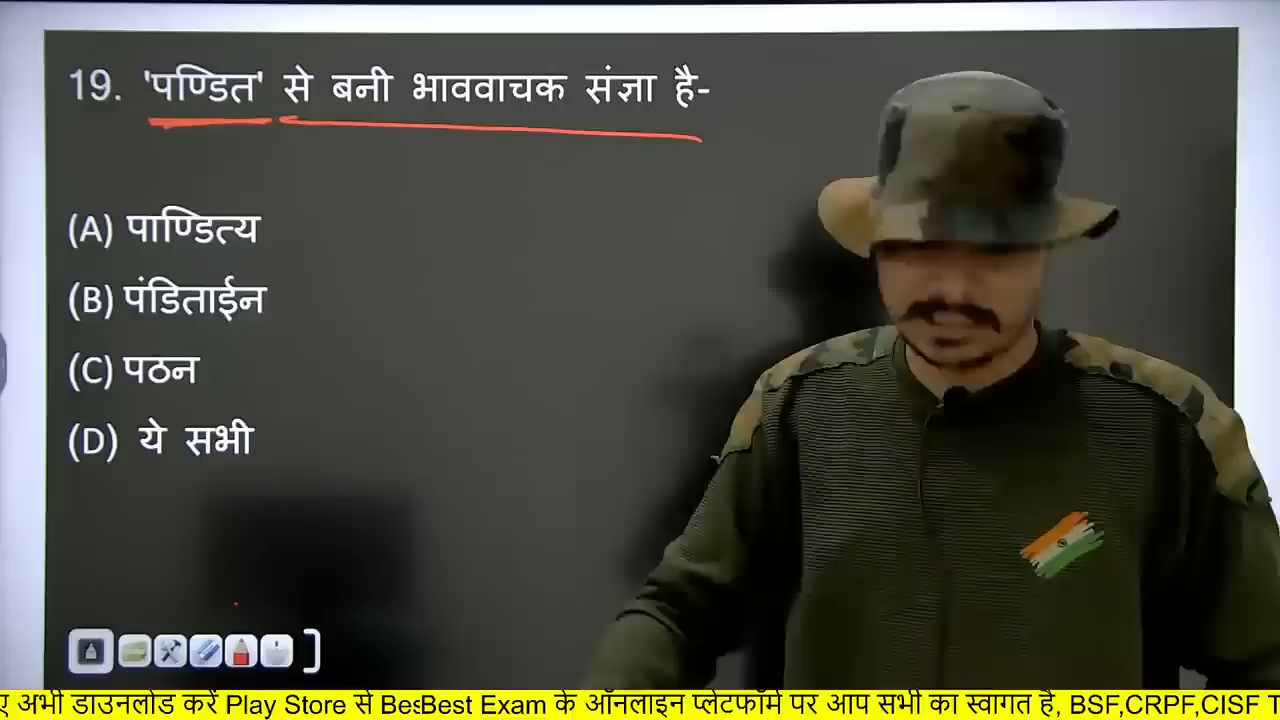 19. 'पण्डित' से बनी भाववाचक संज्ञा है-
(A) पाण्डित्य
(B) पंडिताईन
(C) पठन
(D) ये सभी
ए अभी डाउनलोड करें Play Store से BesBest Exam के ऑनलाइन प्लेटफॉर्म पर आप सभी का स्वागत है, BSF,CRPF,CISF T